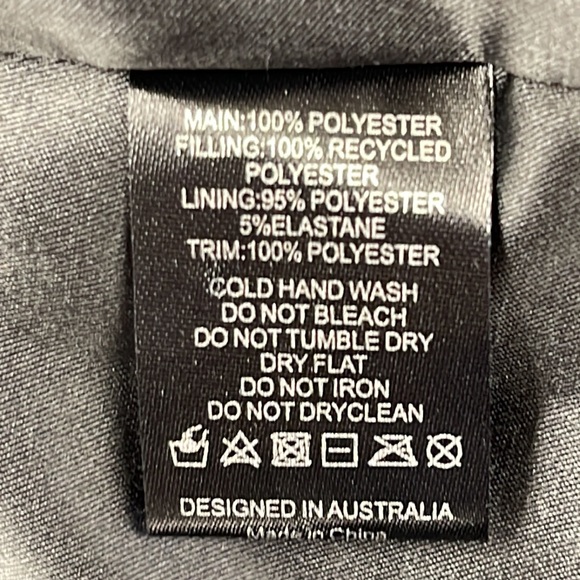 MAIN:100% POLYESTER
FILLING:100% RECYCLED
POLYESTER
LINING:95% POLYESTER
5%ELASTANE
TRIM:100% POLYESTER
COLD HAND WASH
DO NOT BLEACH
DO NOT TUMBLE DRY
DRY FLAT
DO NOT IRON
DO NOT DRYCLEAN
DESIGNED IN AUSTRALIA
Made in China